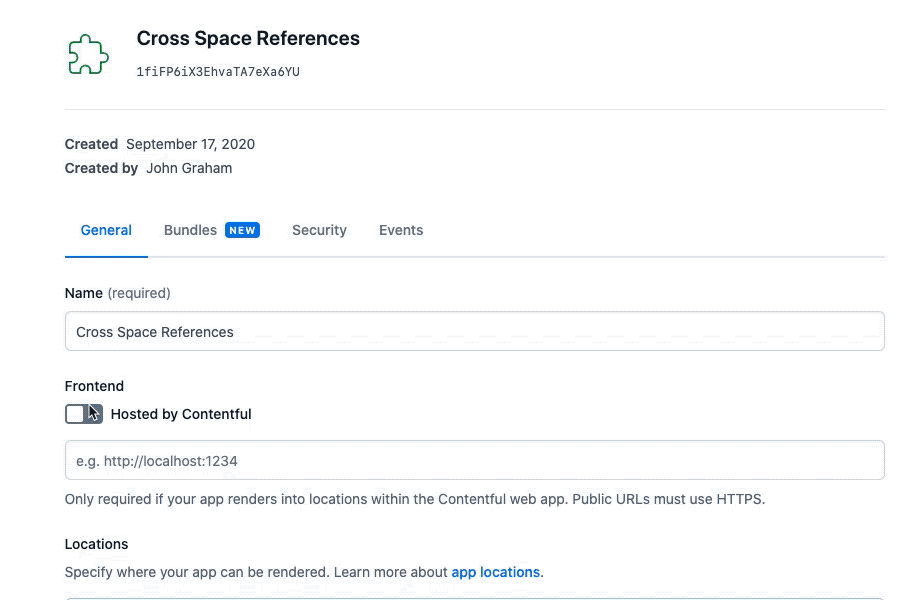 Cross Space References
1fiFP6iX3EhvaTA7eXa6YU
Created September 17, 2020
Created by John Graham
General Bundles NEW Security Events
Name (required)
Cross Space References
Frontend
Hosted by Contentful
e.g. http://localhost:1234
Only required if your app renders into locations within the Contentful web app. Public URLs must use HTTPS.
Locations
Specify where your app can be rendered. Learn more about app locations.